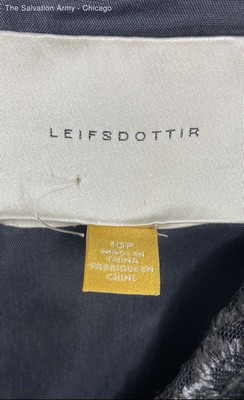 The Salvation Army - Chicago
LEIFSDOTTIR
10P
MADE IN
CHINA
FABRIQUE EN
CHINE